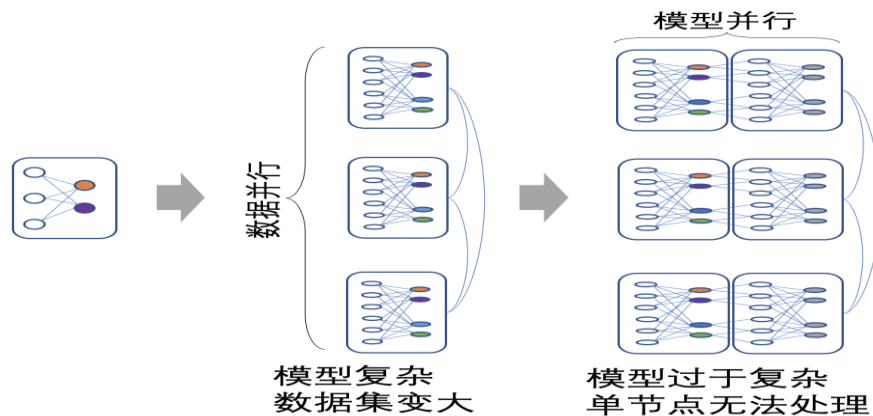 模型并行
数据并行
模型复杂
数据集变大
模型过于复杂
单节点无法处理